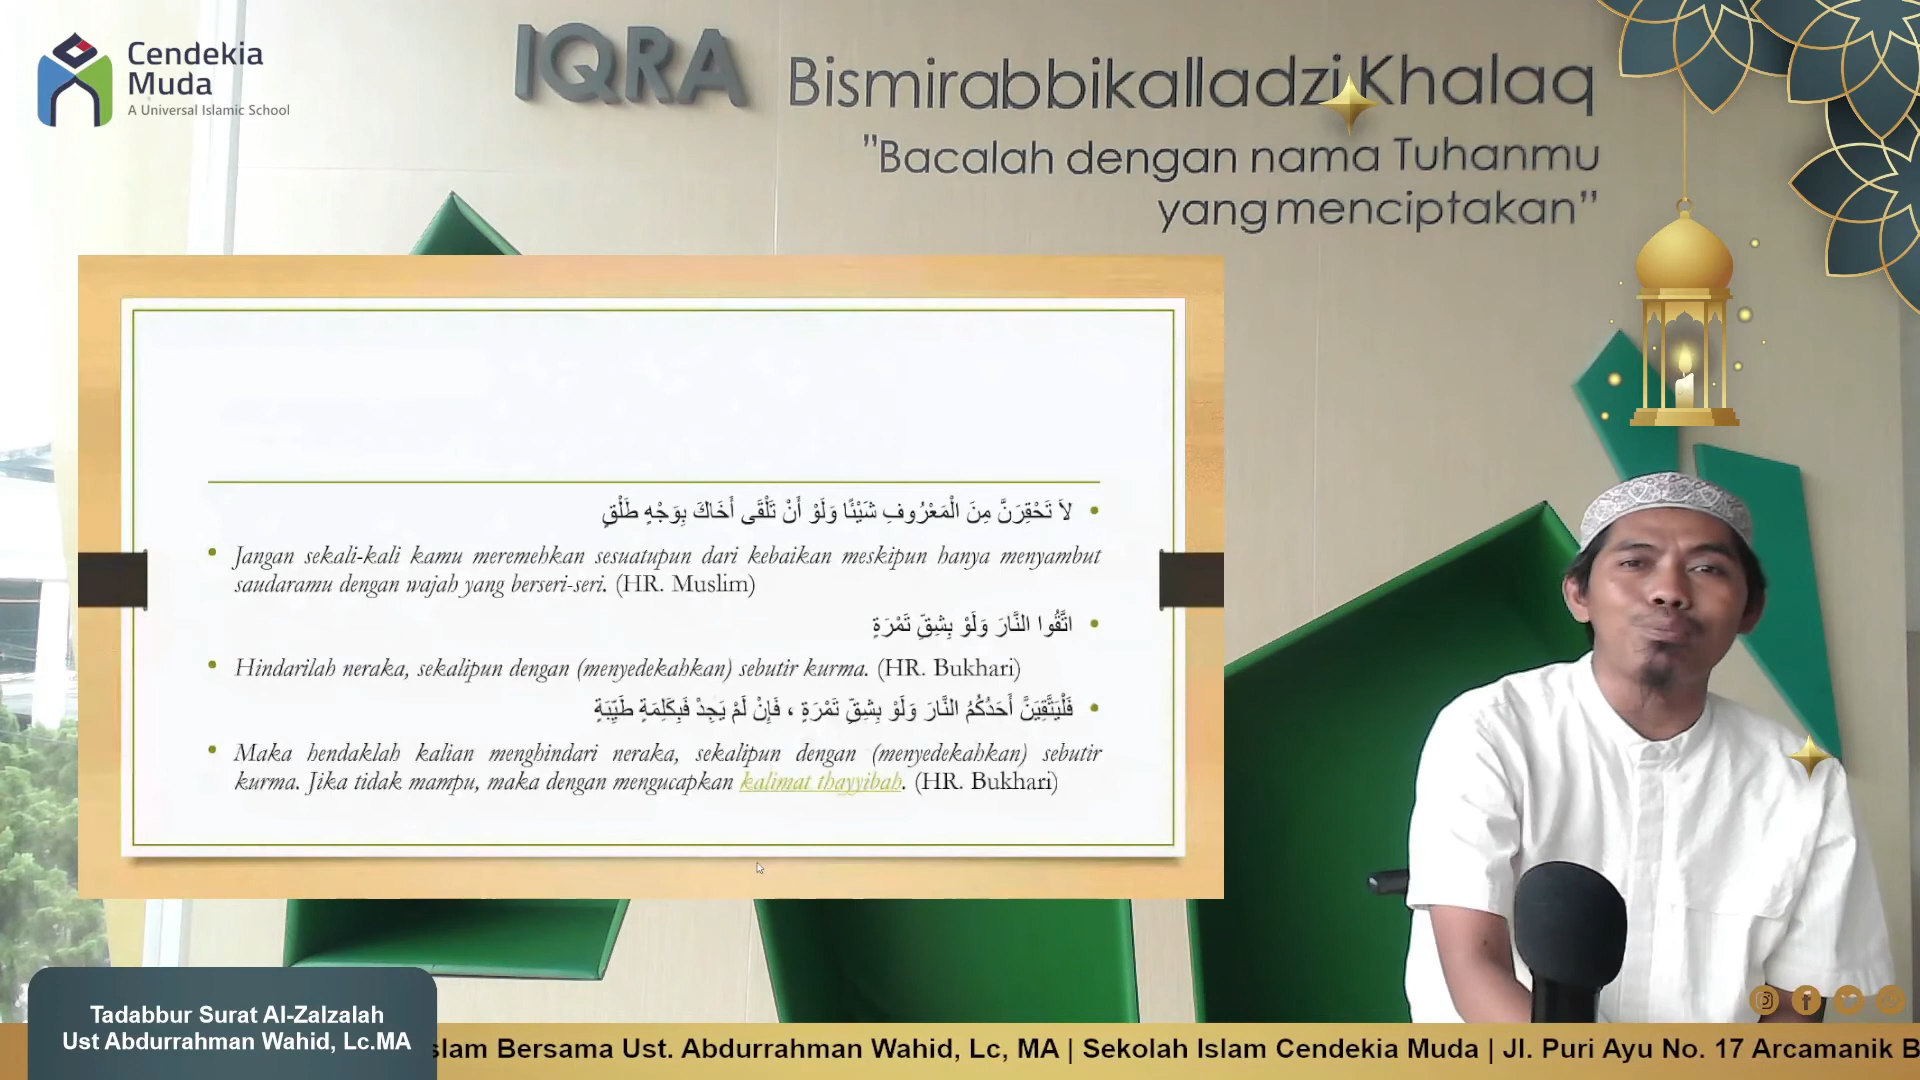 Cendekia
Muda
A Universal Islamic School
IQRA
Bismirabbikalladzi Khalaq
"Bacalah dengan nama Tuhanmu
yang menciptakan"
لاَ تَحْقِرَنَّ مِنَ الْمَعْرُوفِ شَيْئًا وَلَوْ أَنْ تَلْقَى أَخَاكَ بِوَجْهٍ طَلْقٍ
Jangan sekali-kali kamu meremehkan sesuatupun dari kebaikan meskipun hanya menyambut
saudaramu dengan wajah yang berseri-seri. (HR. Muslim)
اتَّقُوا النَّارَ وَلَوْ بِشِقِّ تَمْرَةٍ
Hindarilah neraka, sekalipun dengan (menyedekahkan) sebutir kurma. (HR. Bukhari)
فَلْيَتَّقِيَنَّ أَحَدُكُمُ النَّارَ وَلَوْ بِشِقِّ تَمْرَةٍ ، فَإِنْ لَمْ يَجِدْ فَبِكَلِمَةٍ طَيِّبَةٍ
Maka hendaklah kalian menghindari neraka, sekalipun dengan (menyedekahkan) sebutir
kurma. Jika tidak mampu, maka dengan mengucapkan kalimat thayyibah. (HR. Bukhari)
Tadabbur Surat Al-Zalzalah
Ust Abdurrahman Wahid, Lc.MA
slam Bersama Ust. Abdurrahman Wahid, Lc, MA | Sekolah Islam Cendekia Muda | Jl. Puri Ayu No. 17 Arcamanik B